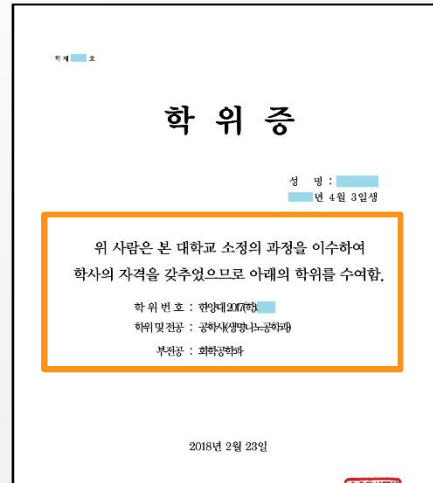 학 제 호
학 위 증
성 명 :
년 4월 3일생
위 사람은 본 대학교 소정의 과정을 이수하여
학사의 자격을 갖추었으므로 아래의 학위를 수여함.
학 위 번 호 : 한양대2017(학)
학위 및 전공 : 공학사(생명나노공학과)
부전공 : 화학공학과
2018년 2월 23일